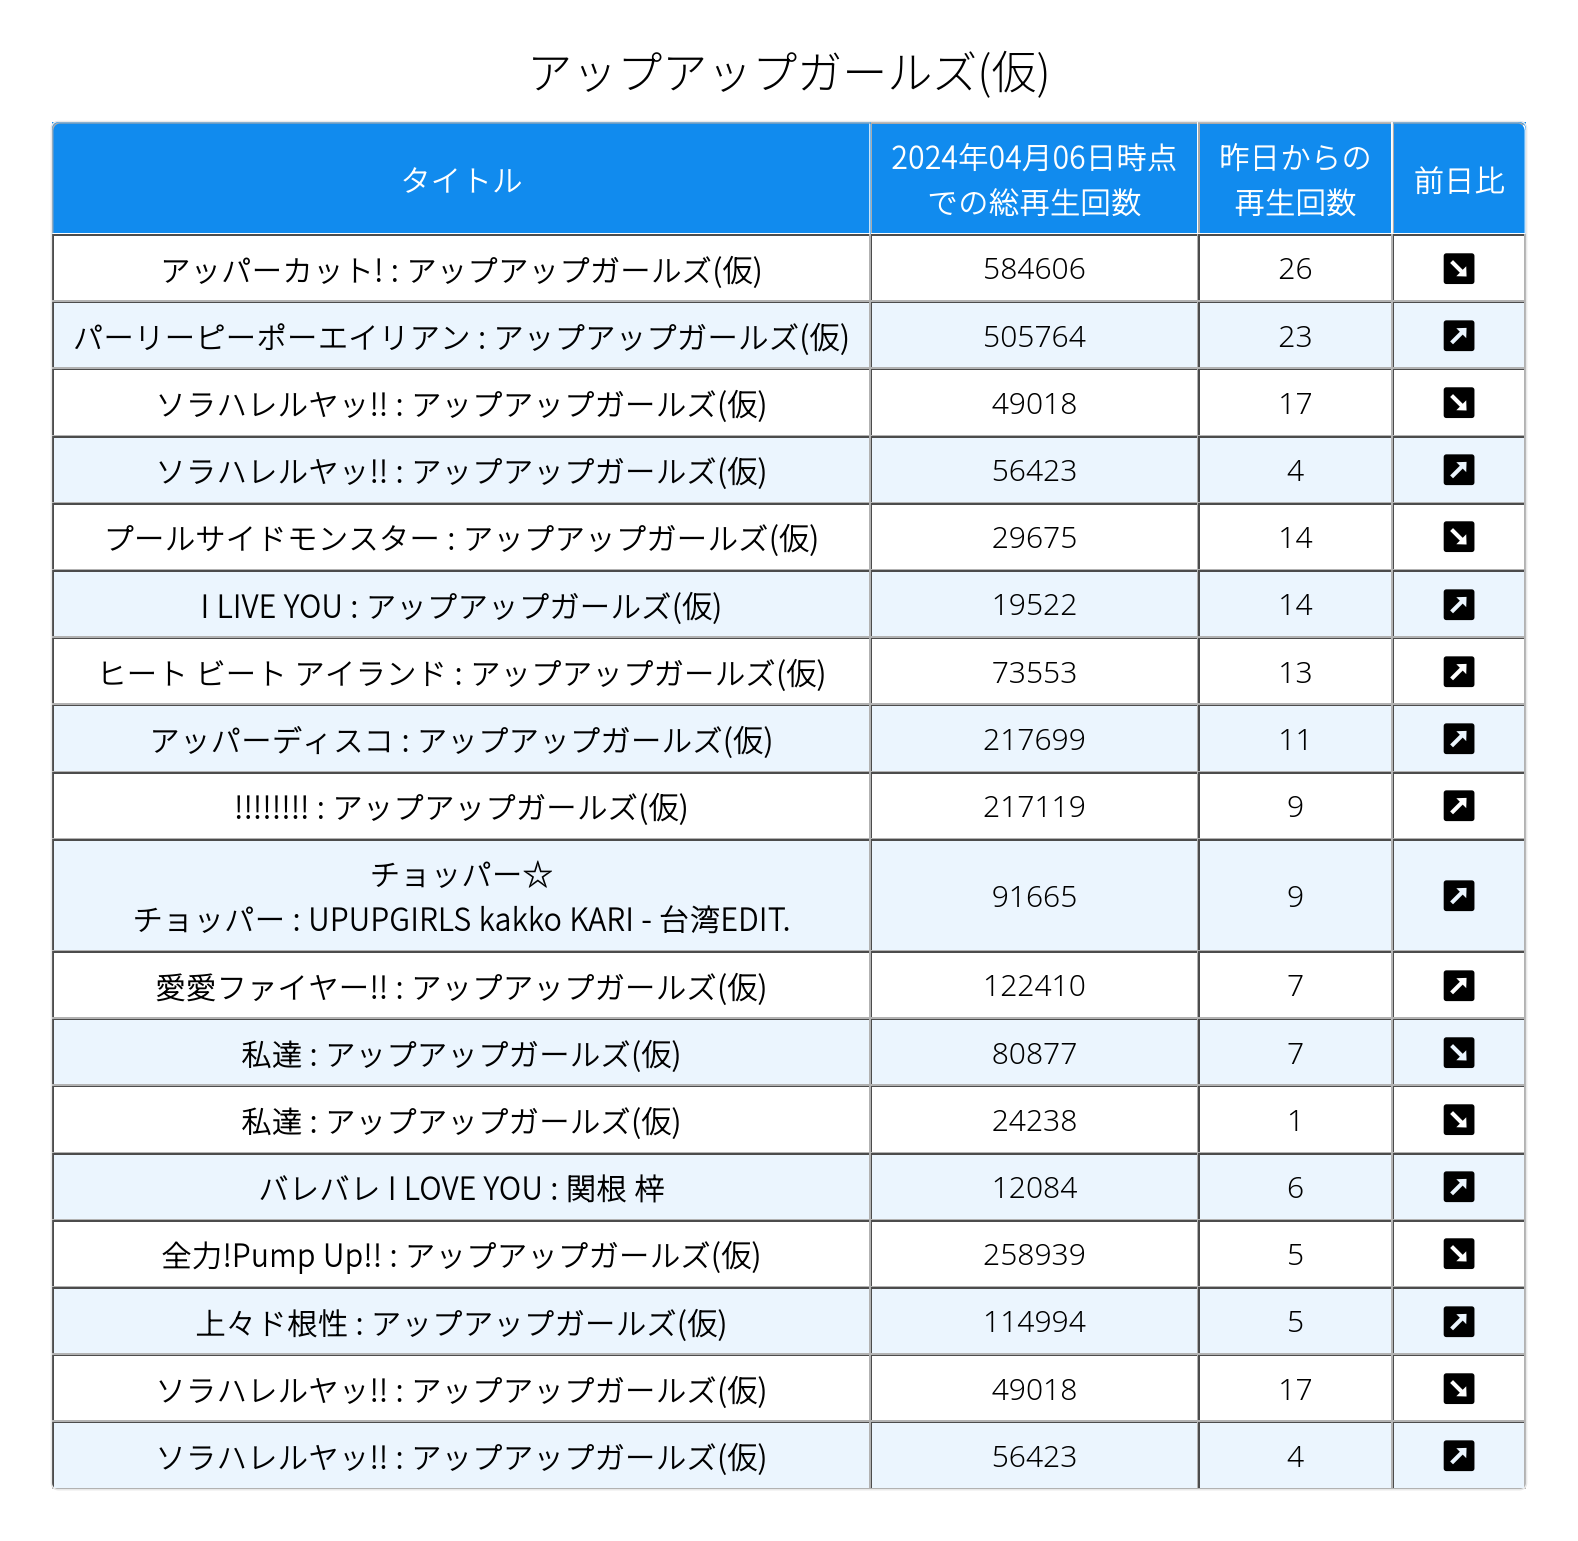 アップアップガールズ(仮)
タイトル
2024年04月06日時点
での総再生回数
昨日からの
再生回数
前日比
アッパーカット! : アップアップガールズ(仮) 584606 26
パーリーピーポーエイリアン : アップアップガールズ(仮) 505764 23
ソラハレルヤッ!! : アップアップガールズ(仮) 49018 17
ソラハレルヤッ!! : アップアップガールズ(仮) 56423 4
プールサイドモンスター : アップアップガールズ(仮) 29675 14
I LIVE YOU : アップアップガールズ(仮) 19522 14
ヒート ビート アイランド : アップアップガールズ(仮) 73553 13
アッパーディスコ : アップアップガールズ(仮) 217699 11
!!!!!!!! : アップアップガールズ(仮) 217119 9
チョッパー☆
チョッパー : UPUPGIRLS kakko KARI - 台湾EDIT. 91665 9
愛愛ファイヤー!! : アップアップガールズ(仮) 122410 7
私達 : アップアップガールズ(仮) 80877 7
私達 : アップアップガールズ(仮) 24238 1
バレバレ I LOVE YOU : 関根 梓 12084 6
全力!Pump Up!! : アップアップガールズ(仮) 258939 5
上々ド根性 : アップアップガールズ(仮) 114994 5
ソラハレルヤッ!! : アップアップガールズ(仮) 49018 17
ソラハレルヤッ!! : アップアップガールズ(仮) 56423 4